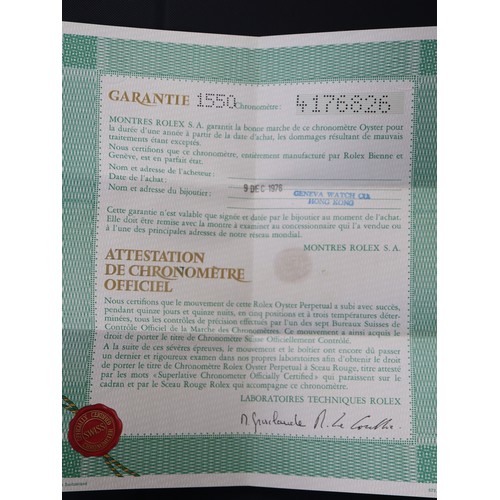 GARANTIE 1550 Chronomètre: 4176826
MONTRES ROLEX S.A. garantit la bonne marche de ce chronomètre Oyster pour
la durée d'une année à partir de la date d'achat, les dommages résultant de mauvais
traitement étant exceptés.
Nous certifions que ce chronomètre, entièrement manufacturé par Rolex Bienne et
Genève, est en parfait état.
Nom et adresse de l'acheteur:
Date de l'achat: 9 DEC 1976
Nom et adresse du bijoutier: GENEVA WATCH
HONG KONG
Cette garantie n'est valable que signée et datée par le bijoutier au moment de l'achat.
Elle doit être remise avec la montre à examiner au concessionnaire qui l'a vendue ou
à l'une des principales adresses de notre réseau mondial.
MONTRES ROLEX S.A.
ATTESTATION
DE CHRONOMÈTRE
OFFICIEL
Nous certifions que le mouvement de cette Rolex Oyster Perpetual a subi avec succès,
pendant quinze jours et quinze nuits, en cinq positions et à trois températures déter-
minées, tous les contrôles de précision effectués par l'un des sept Bureaux Suisses de
Contrôle Officiel de la Marche des Chronomètres. Ce mouvement a ainsi acquis le
droit de porter le titre de Chronomètre Suisse Officiellement Contrôlé.
A la suite de ces sévères épreuves, le mouvement et le boîtier ont encore dû passer
un dernier et rigoureux examen dans nos propres laboratoires afin d'obtenir le droit
de porter le titre de Chronomètre Rolex Oyster Perpetual à Sceau Rouge, titre attesté
par les mots «Superlative Chronometer Officially Certified» qui paraissent sur le
cadran et par le Sceau Rouge Rolex qui accompagne ce chronomètre.
LABORATOIRES TECHNIQUES ROLEX
SWISS